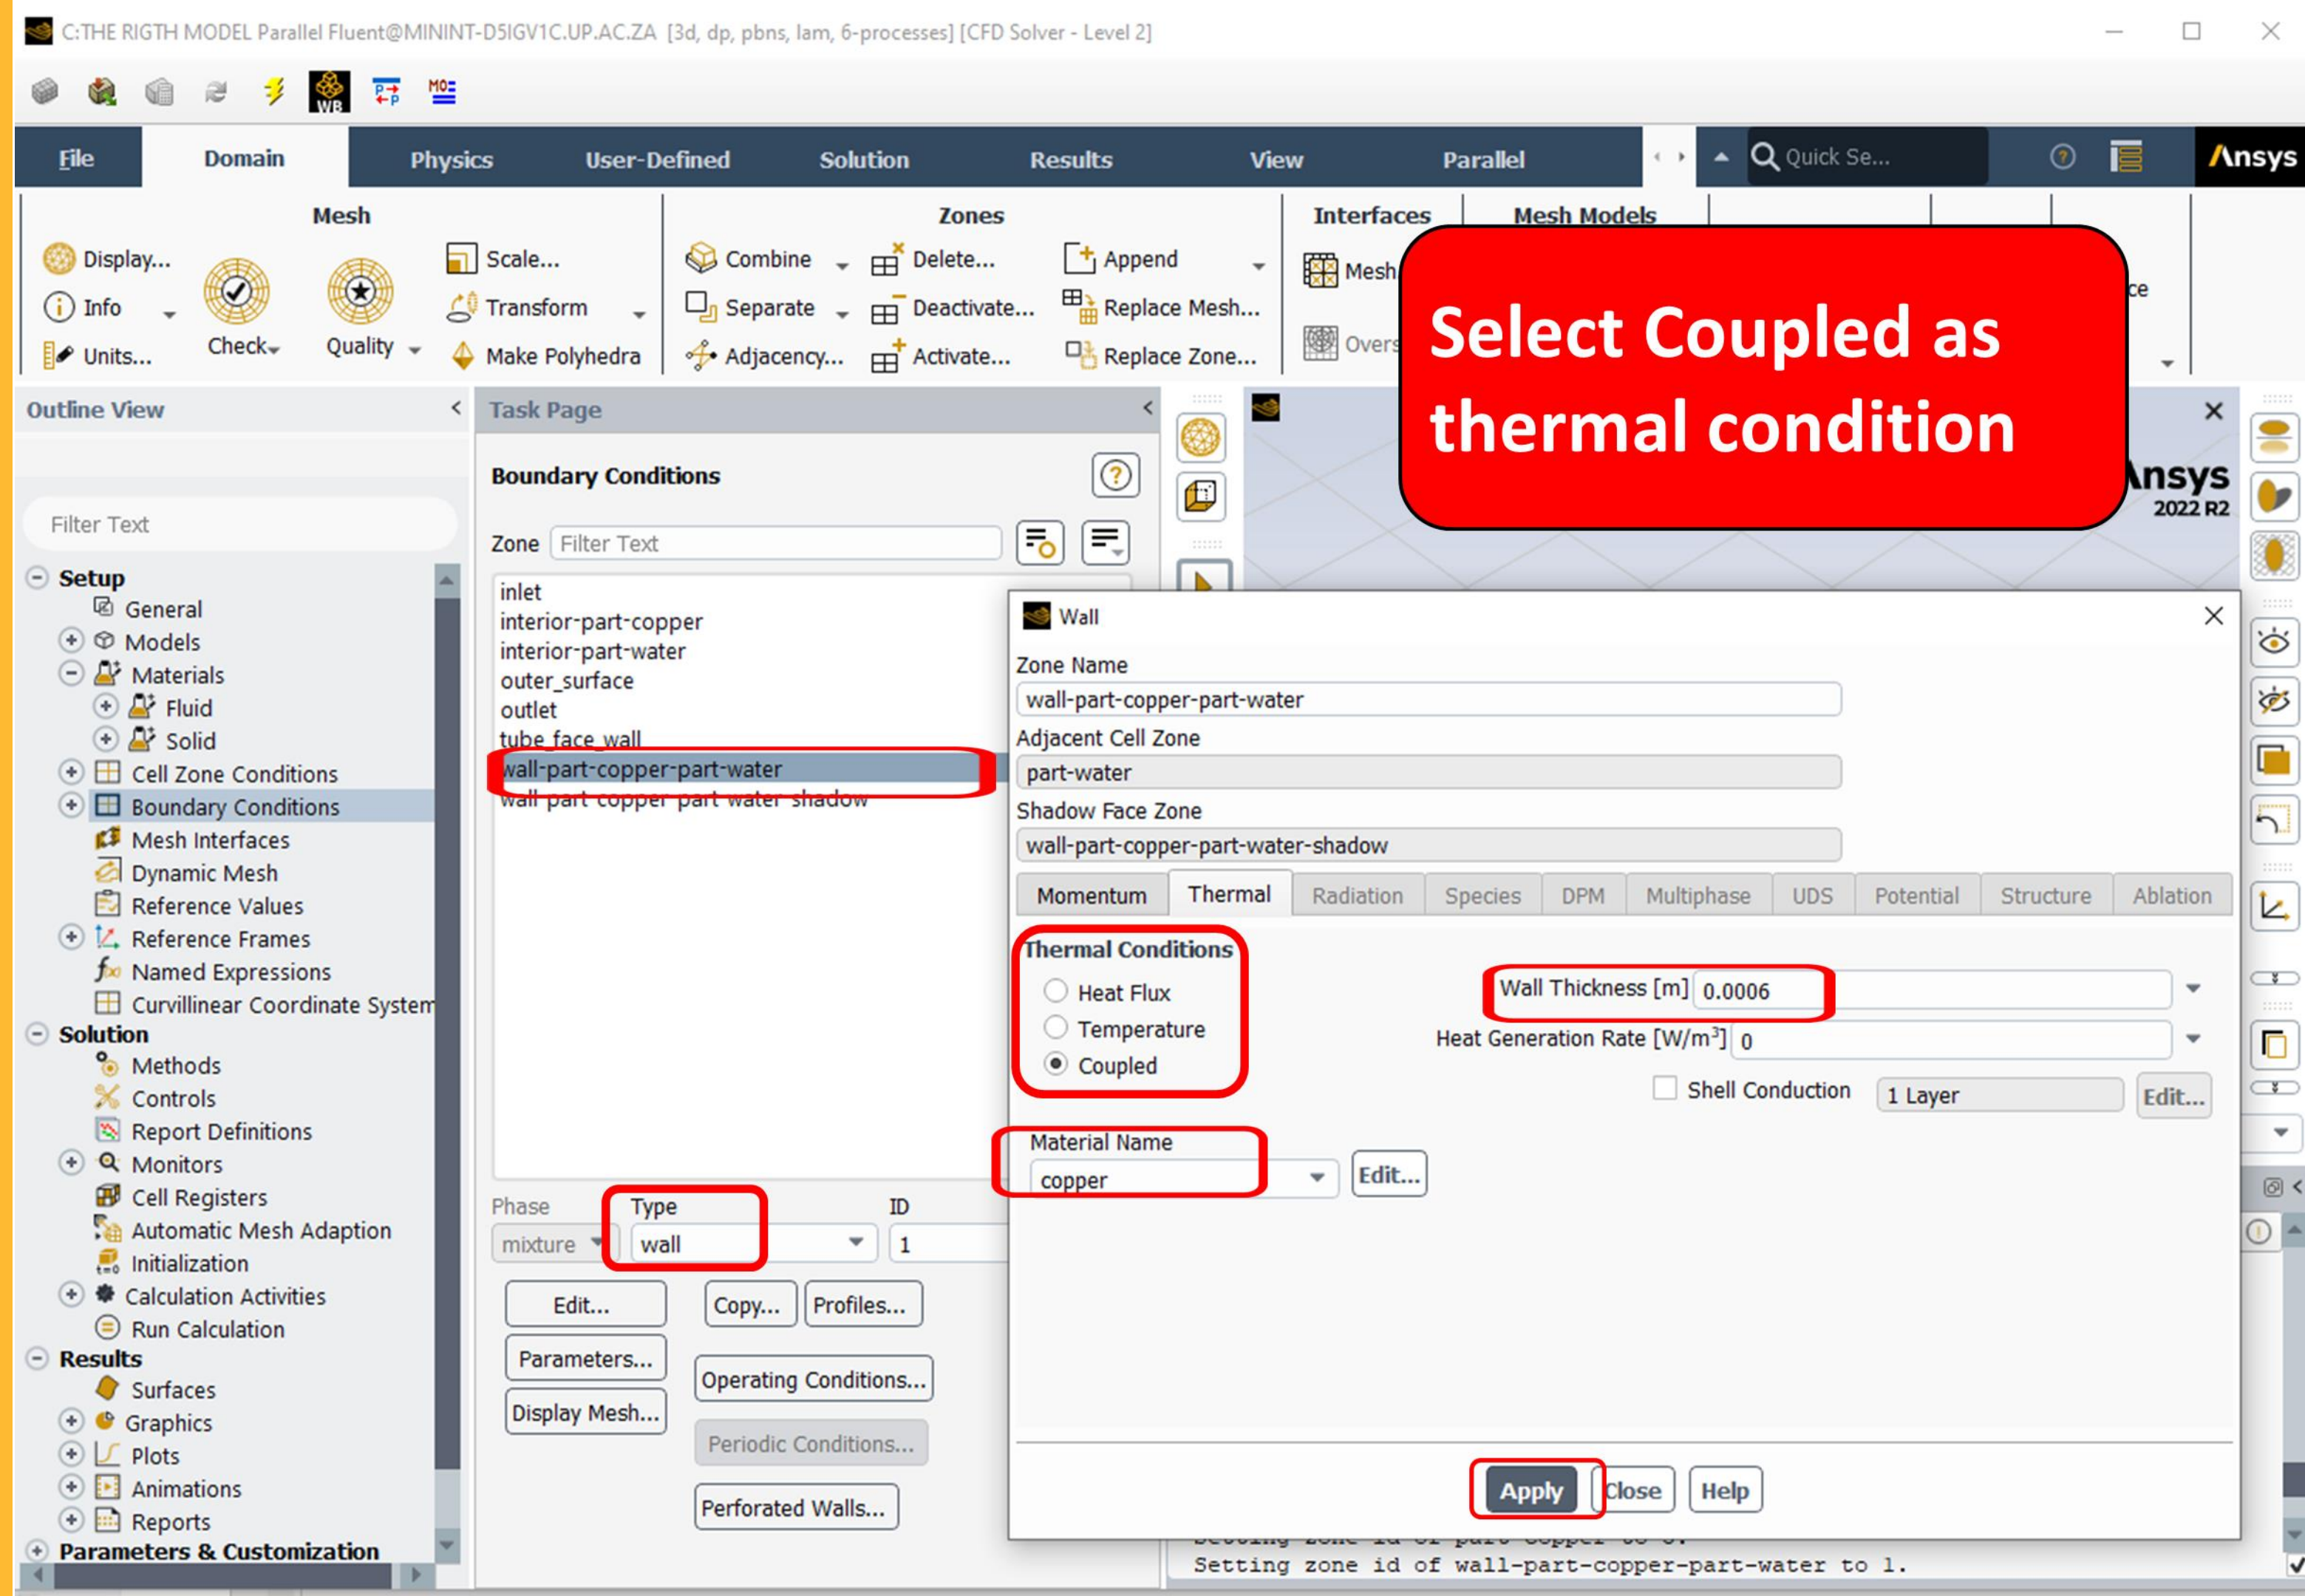 C:THE RIGTH MODEL Parallel Fluent@MININT-D5IGV1C.UP.AC.ZA [3d, dp, pbns, lam, 6-processes] [CFD Solver - Level 2]
WB
File Domain Physics User-Defined Solution Results View Parallel Quick Se... Ansys
Mesh Zones Interfaces Mesh Models
Display... Scale... Combine Delete... Append Mesh
Info Check Quality Transform Separate Deactivate... Replace Mesh...
Units... Make Polyhedra Adjacency... Activate... Replace Zone...
Select Coupled as
thermal condition
Outline View
Filter Text
Setup
General
Models
Materials
Fluid
Solid
Cell Zone Conditions
Boundary Conditions
Mesh Interfaces
Dynamic Mesh
Reference Values
Reference Frames
Named Expressions
Curvillinear Coordinate System
Solution
Methods
Controls
Report Definitions
Monitors
Cell Registers
Automatic Mesh Adaption
Initialization
Calculation Activities
Run Calculation
Results
Surfaces
Graphics
Plots
Animations
Reports
Parameters & Customization
Task Page
Boundary Conditions
Zone Filter Text
inlet
interior-part-copper
interior-part-water
outer_surface
outlet
tube_face_wall
wall-part-copper-part-water
wall-part-copper-part-water-shadow
Phase Type ID
mixture wall 1
Edit... Copy... Profiles...
Parameters... Operating Conditions...
Display Mesh... Periodic Conditions...
Perforated Walls...
Ansys
2022 R2
Wall
Zone Name
wall-part-copper-part-water
Adjacent Cell Zone
part-water
Shadow Face Zone
wall-part-copper-part-water-shadow
Momentum Thermal Radiation Species DPM Multiphase UDS Potential Structure Ablation
Thermal Conditions
Heat Flux
Temperature
Coupled
Wall Thickness [m] 0.0006
Heat Generation Rate [W/m³] 0
Shell Conduction 1 Layer Edit...
Material Name
copper Edit...
Apply Close Help
Setting zone id of wall-part-copper-part-water to 1.